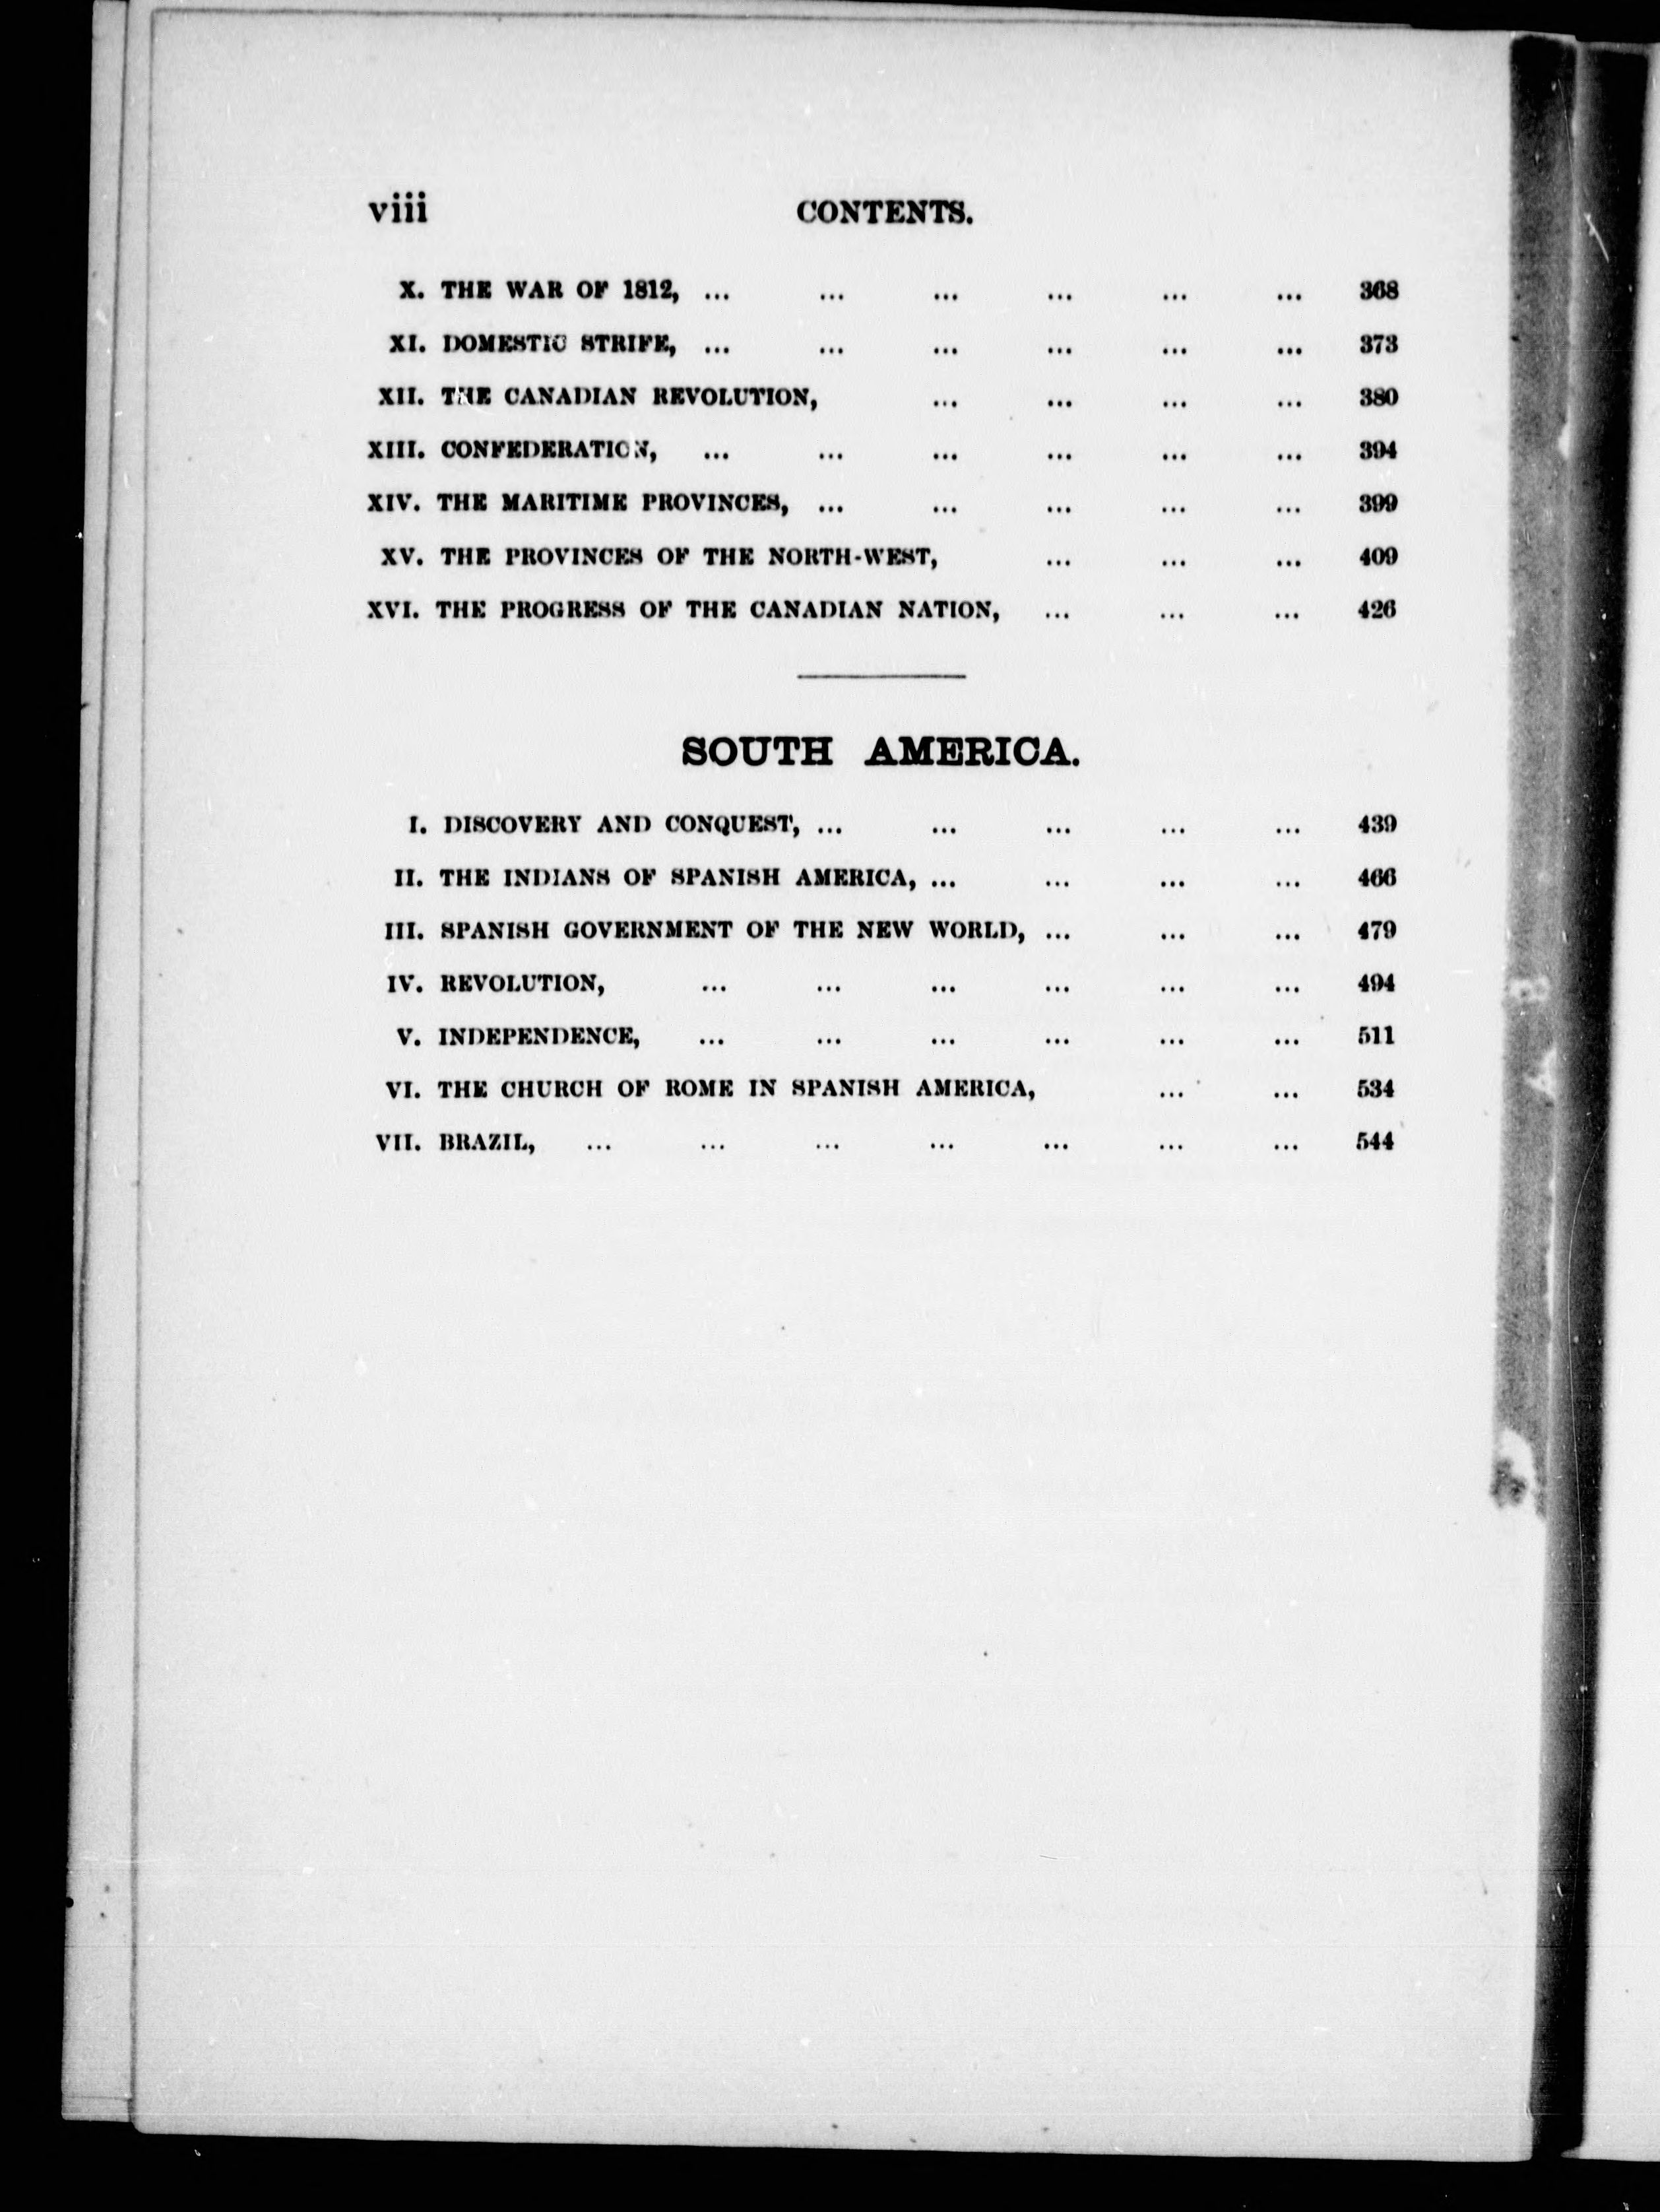 viii CONTENTS.
X. THE WAR OF 1812, ... ... ... ... ... ... 368
XI. DOMESTIC STRIFE, ... ... ... ... ... ... 373
XII. THE CANADIAN REVOLUTION, ... ... ... ... 380
XIII. CONFEDERATION, ... ... ... ... ... ... 394
XIV. THE MARITIME PROVINCES, ... ... ... ... ... 399
XV. THE PROVINCES OF THE NORTH-WEST, ... ... ... 409
XVI. THE PROGRESS OF THE CANADIAN NATION, ... ... ... 426
SOUTH AMERICA.
I. DISCOVERY AND CONQUEST, ... ... ... ... ... 439
II. THE INDIANS OF SPANISH AMERICA, ... ... ... ... 466
III. SPANISH GOVERNMENT OF THE NEW WORLD, ... ... ... 479
IV. REVOLUTION, ... ... ... ... ... ... 494
V. INDEPENDENCE, ... ... ... ... ... ... 511
VI. THE CHURCH OF ROME IN SPANISH AMERICA, ... ... 534
VII. BRAZIL, ... ... ... ... ... ... ... 544